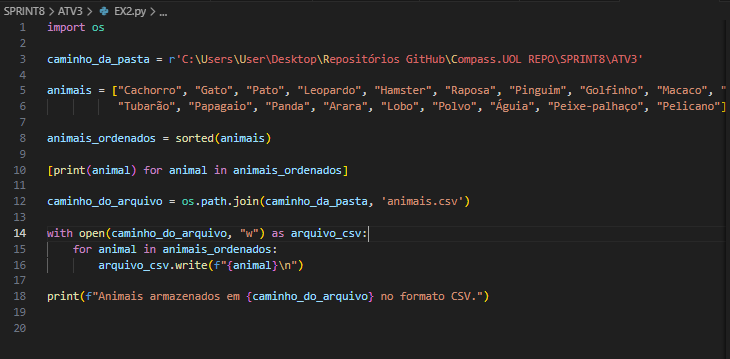 SPRINT8 > ATV3 > EX2.py > ...
1 import os
2
3 caminho_da_pasta = r'C:\Users\User\Desktop\Repositórios GitHub\Compass.UOL REPO\SPRINT8\ATV3'
4
5 animais = ["Cachorro", "Gato", "Pato", "Leopardo", "Hamster", "Raposa", "Pinguim", "Golfinho", "Macaco", "
6 "Tubarão", "Papagaio", "Panda", "Arara", "Lobo", "Polvo", "Águia", "Peixe-palhaço", "Pelicano"]
7
8 animais_ordenados = sorted(animais)
9
10 [print(animal) for animal in animais_ordenados]
11
12 caminho_do_arquivo = os.path.join(caminho_da_pasta, 'animais.csv')
13
14 with open(caminho_do_arquivo, "w") as arquivo_csv:
15 for animal in animais_ordenados:
16 arquivo_csv.write(f"{animal}\n")
17
18 print(f"Animais armazenados em {caminho_do_arquivo} no formato CSV.")
19
20